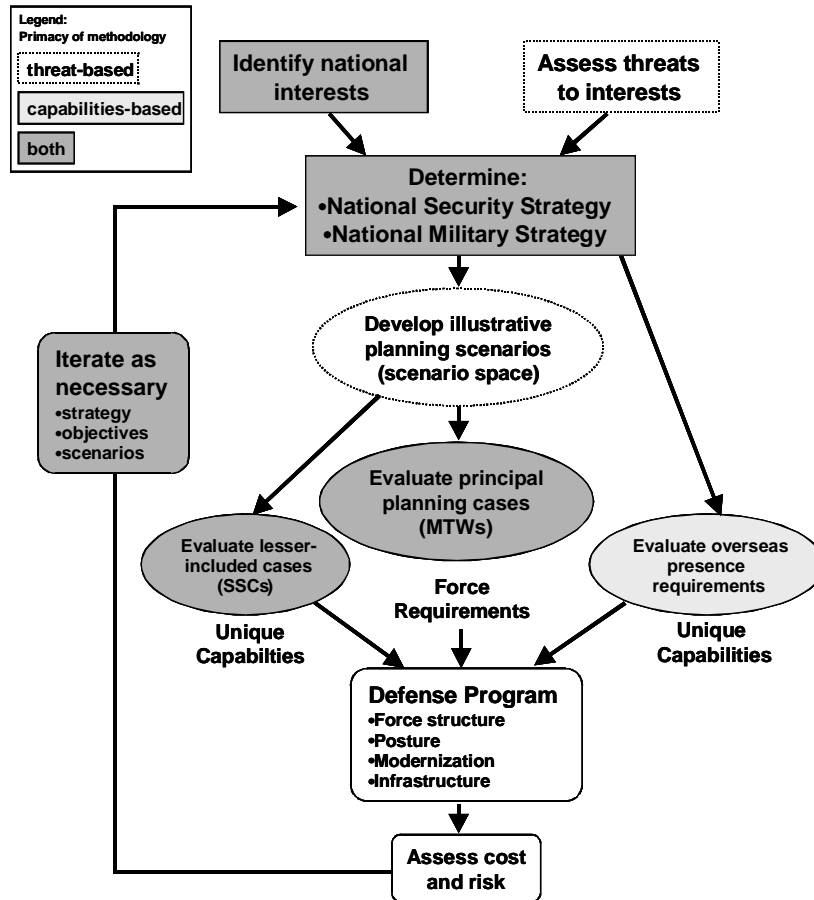 Legend:
Primacy of methodology
threat-based
capabilities-based
both
Identify national
interests
Assess threats
to interests
Determine:
•National Security Strategy
•National Military Strategy
Develop illustrative
planning scenarios
(scenario space)
Iterate as
necessary
•strategy
•objectives
•scenarios
Evaluate principal
planning cases
(MTWs)
Evaluate lesser-
included cases
(SSCs)
Evaluate overseas
presence
requirements
Force
Requirements
Unique
Capabilties
Unique
Capabilities
Defense Program
•Force structure
•Posture
•Modernization
•Infrastructure
Assess cost
and risk